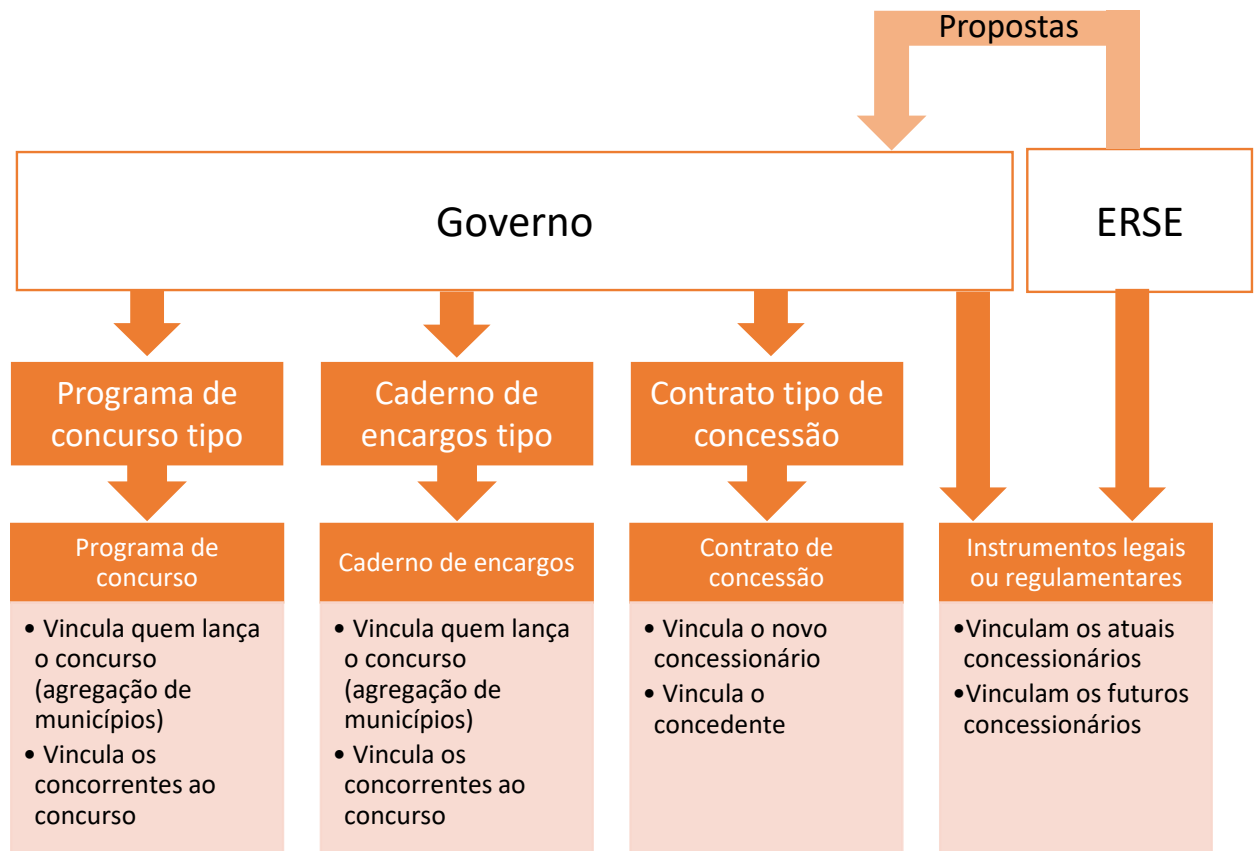 Propostas
Governo
ERSE
Programa de
concurso tipo
Caderno de
encargos tipo
Contrato tipo de
concessão
Programa de
concurso
• Vincula quem lança
o concurso
(agregação de
municípios)
• Vincula os
concorrentes ao
concurso
Caderno de encargos
• Vincula quem lança
o concurso
(agregação de
municípios)
• Vincula os
concorrentes ao
concurso
Contrato de
concessão
• Vincula o novo
concessionário
• Vincula o
concedente
Instrumentos legais
ou regulamentares
•Vinculam os atuais
concessionários
•Vinculam os futuros
concessionários